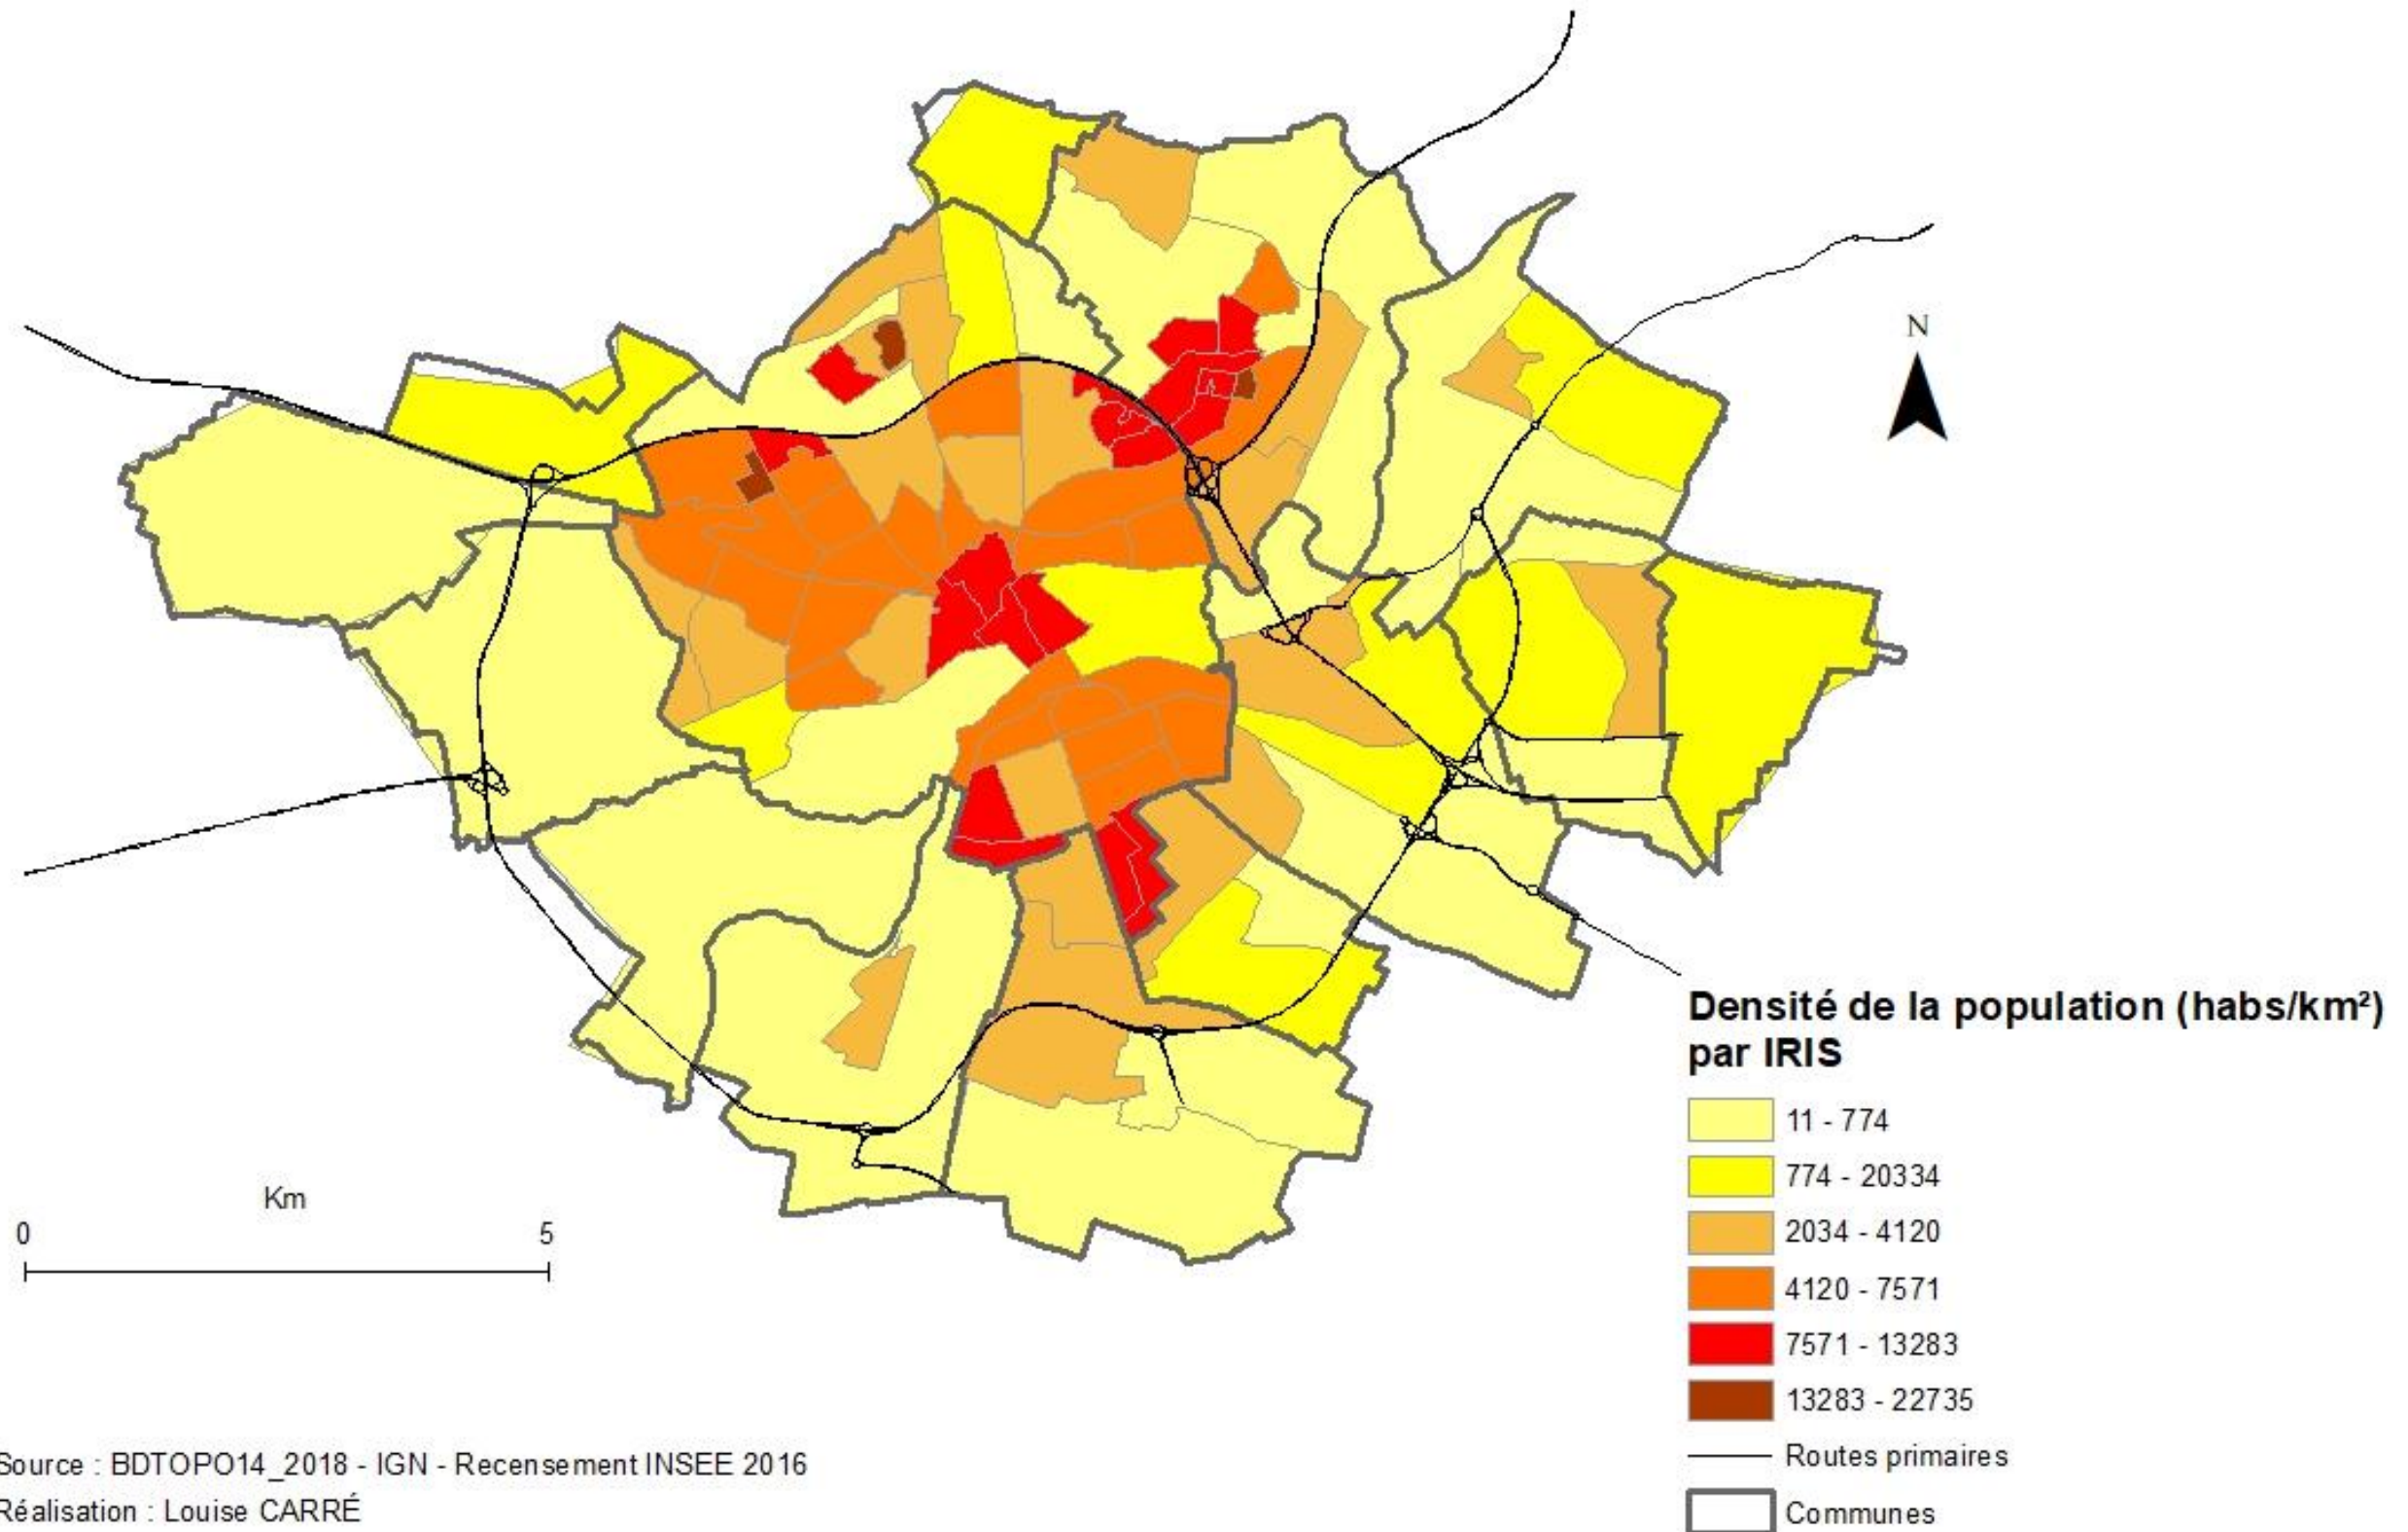 N
Densité de la population (habs/km²)
par IRIS
11 - 774
774 - 20334
2034 - 4120
4120 - 7571
7571 - 13283
13283 - 22735
Routes primaires
Communes
Km
0 5
Source : BDTOPO14_2018 - IGN - Recensement INSEE 2016
Réalisation : Louise CARRÉ